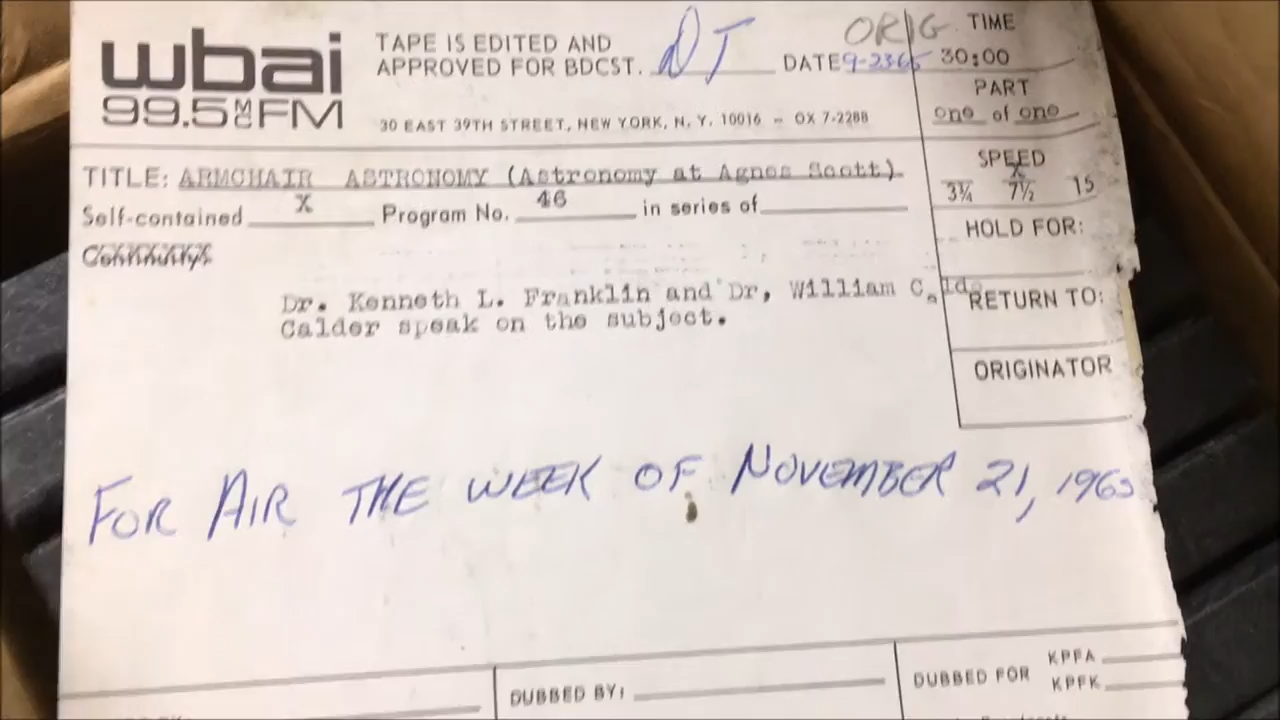 wbai
99.5 MC FM
TAPE IS EDITED AND
APPROVED FOR BDCST. DT DATE 9-23-65
ORIG
30 EAST 39TH STREET, NEW YORK, N. Y. 10016 - OX 7-2288
TIME
30:00
PART
one of one
SPEED
X
3¾ 7½ 15
HOLD FOR:
RETURN TO:
ORIGINATOR
TITLE: ARMCHAIR ASTRONOMY (Astronomy at Agnes Scott)
Self-contained X Program No. 46 in series of
Dr. Kenneth L. Franklin and Dr, William C.
Calder speak on the subject.
FOR AIR THE WEEK OF NOVEMBER 21, 1965
DUBBED BY:
DUBBED FOR KPFA
KPFK